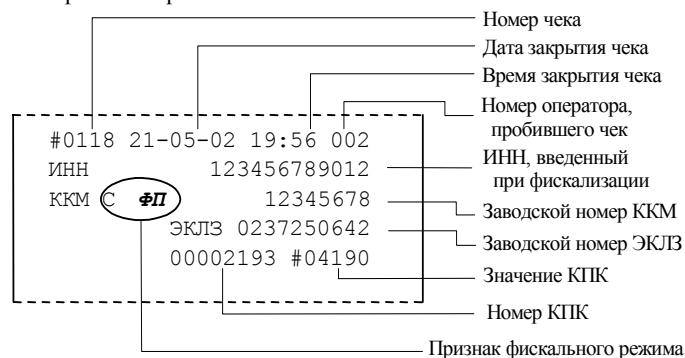 Номер чека
Дата закрытия чека
Время закрытия чека
Номер оператора,
пробившего чек
#0118 21-05-02 19:56 002
ИНН 123456789012
ИНН, введенный
при фискализации
ККМ С ФП 12345678
Заводской номер ККМ
ЭКЛЗ 0237250642
Заводской номер ЭКЛЗ
00002193 #04190
Значение КПК
Номер КПК
Признак фискального режима